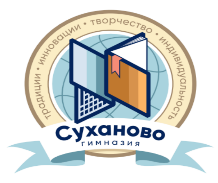 традиции • инновации • творчество • индивидуальность
Суханово
гимназия